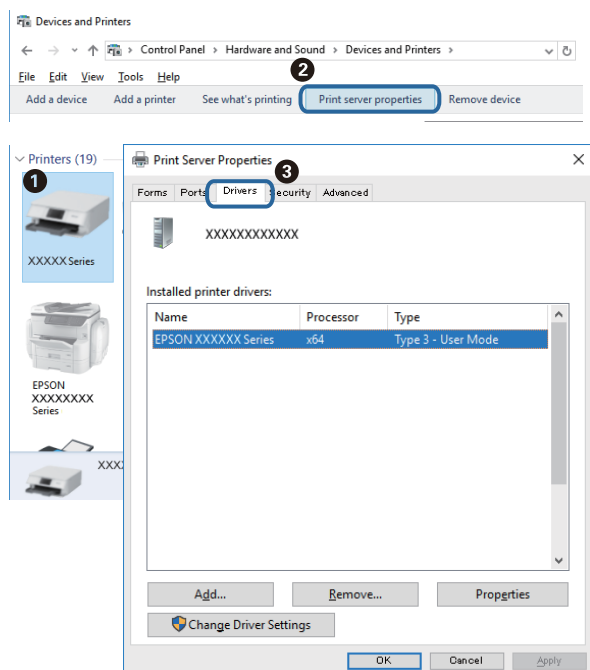 Devices and Printers
Control Panel > Hardware and Sound > Devices and Printers >
File Edit View Tools Help
2
Add a device Add a printer See what's printing Print server properties Remove device
Printers (19)
1
XXXXX Series
EPSON
XXXXXXXX
Series
XXX
Print Server Properties
3
Forms Ports Drivers Security Advanced
XXXXXXXXXXXX
Installed printer drivers:
Name Processor Type
EPSON XXXXXX Series x64 Type 3 - User Mode
Add... Remove... Properties
Change Driver Settings
OK Cancel Apply